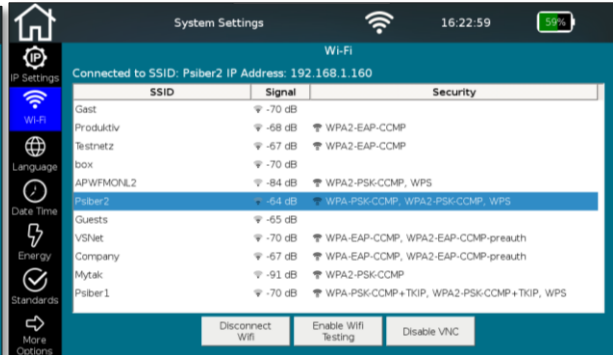 System Settings 16:22:59 59%
Wi-Fi
IP
IP Settings
Connected to SSID: Psiber2 IP Address: 192.168.1.160
SSID Signal Security
Gast -70 dB
Wi-Fi
Produktiv -68 dB WPA2-EAP-CCMP
Testnetz -67 dB WPA2-EAP-CCMP
box -70 dB
Language
APWFMONL2 -84 dB WPA2-PSK-CCMP, WPS
Psiber2 -64 dB WPA-PSK-CCMP, WPA2-PSK-CCMP, WPS
Date Time
Guests -65 dB
VSNet -70 dB WPA-EAP-CCMP, WPA2-EAP-CCMP-preauth
Company -67 dB WPA-EAP-CCMP, WPA2-EAP-CCMP-preauth
Energy
Mytak -91 dB WPA2-PSK-CCMP
Psiber1 -70 dB WPA-PSK-CCMP+TKIP, WPA2-PSK-CCMP+TKIP, WPS
Standards
Disconnect Wifi
Enable Wifi Testing
Disable VNC
More
Options